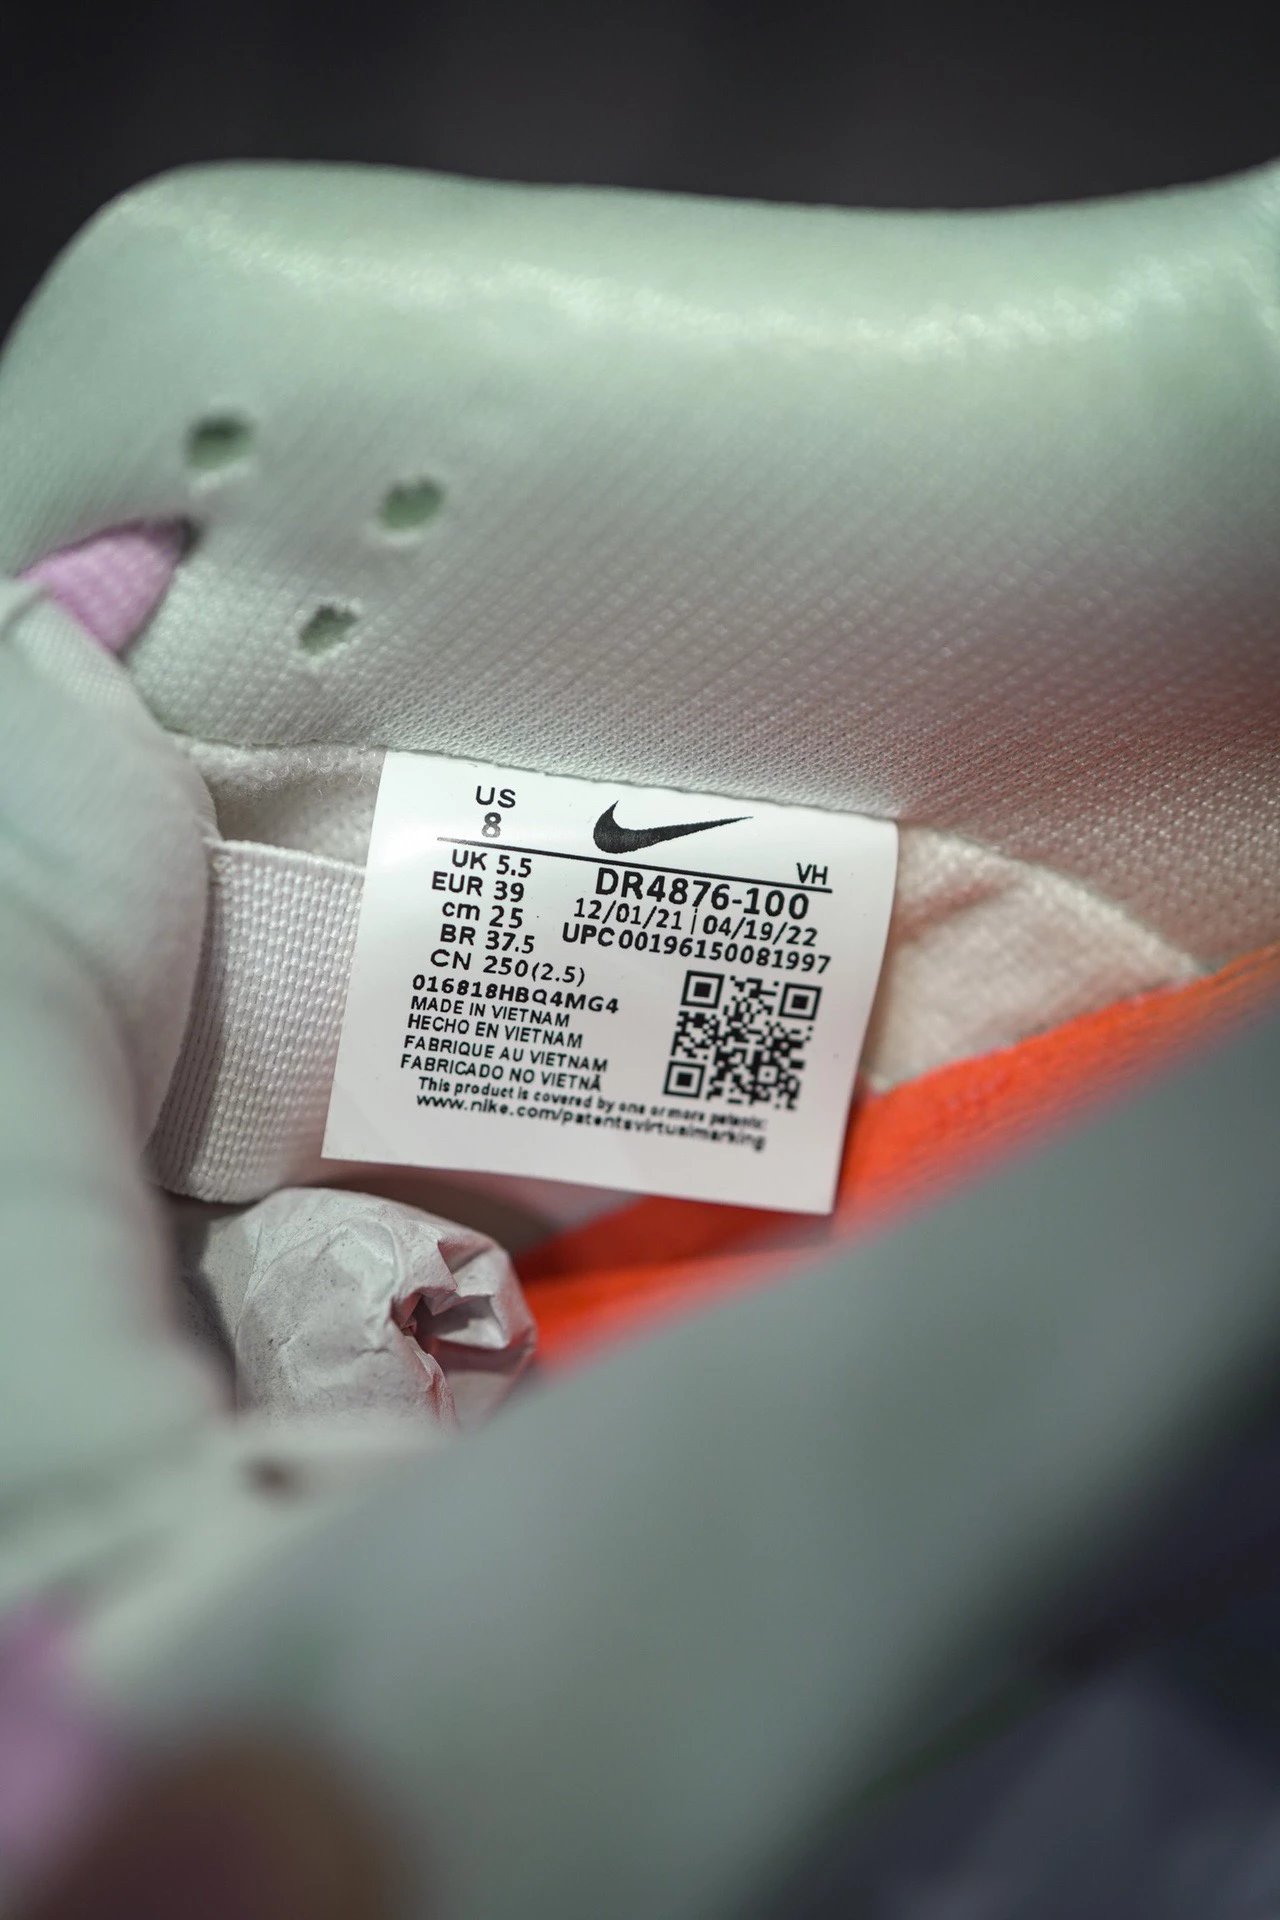 US
8
VH
UK 5.5
EUR 39
cm 25
BR 37.5
CN 250(2.5)
DR4876-100
12/01/21 | 04/19/22
UPC 00196150081997
016818HBQ4MG4
MADE IN VIETNAM
HECHO EN VIETNAM
FABRIQUE AU VIETNAM
FABRICADO NO VIETNÃ
This product is covered by one or more patents:
www.nike.com/patentsvirtualmarking